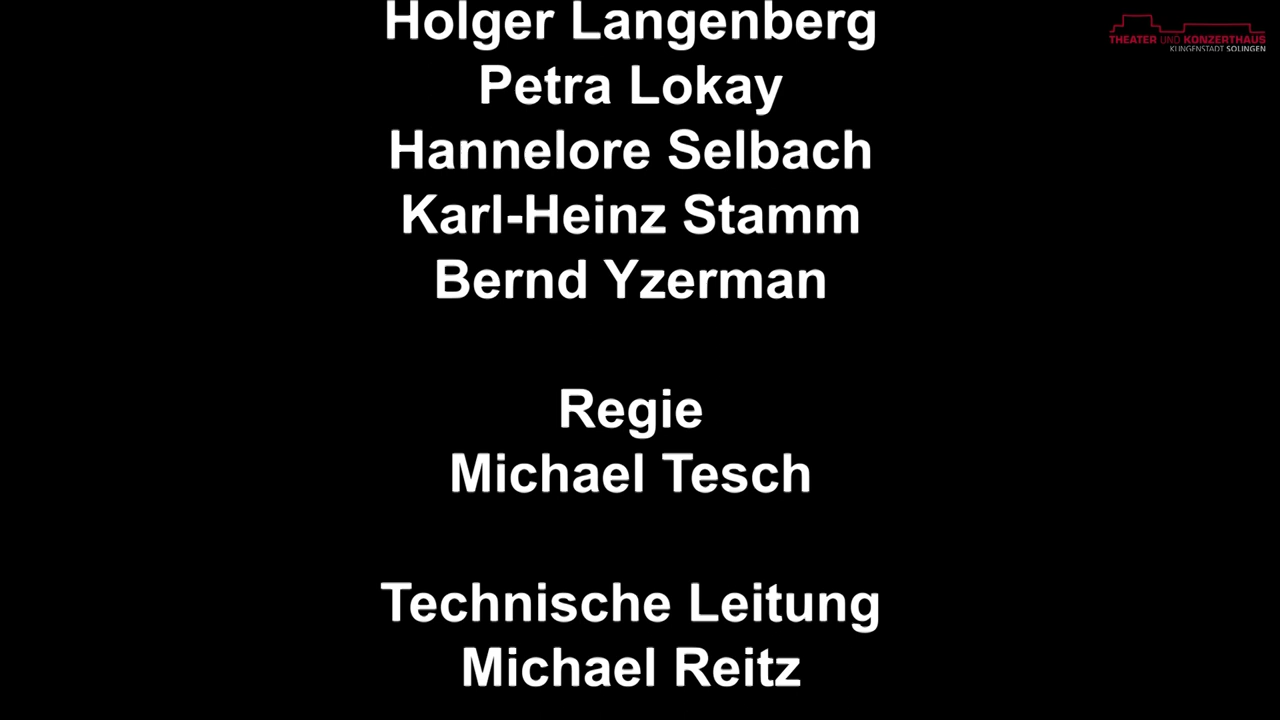 Holger Langenberg
Petra Lokay
Hannelore Selbach
Karl-Heinz Stamm
Bernd Yzerman
Regie
Michael Tesch
Technische Leitung
Michael Reitz
THEATER UND KONZERTHAUS
KLINGENSTADT SOLINGEN